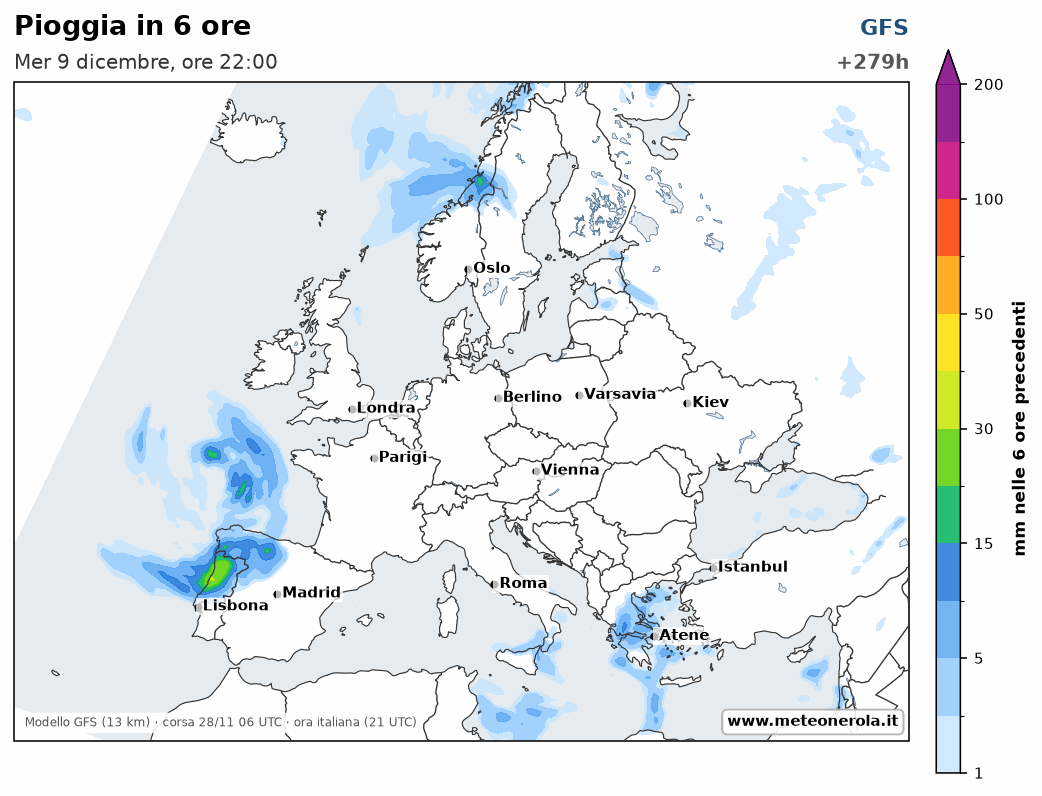 Pioggia in 6 ore
GFS
Mer 9 dicembre, ore 22:00
+279h
200
100
50
30
15
5
1
mm nelle 6 ore precedenti
Oslo
Londra
Berlino
Varsavia
Kiev
Parigi
Vienna
Istanbul
Roma
Madrid
Lisbona
Atene
Modello GFS (13 km) · corsa 28/11 06 UTC · ora italiana (21 UTC)
www.meteonerola.it